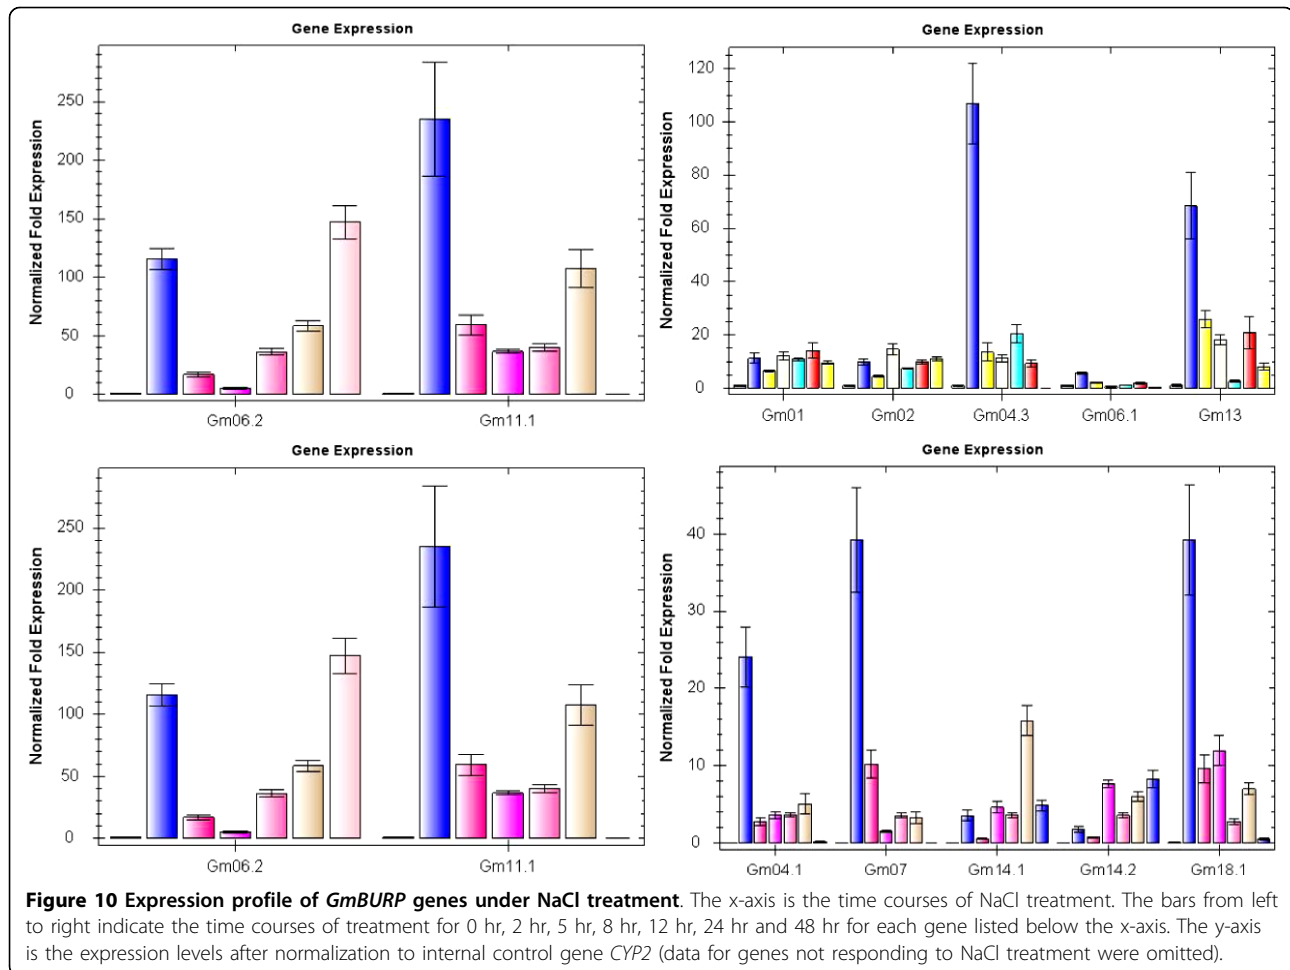 Gene Expression
Normalized Fold Expression
250
200
150
100
50
0
Gm06.2 Gm11.1
Gene Expression
Normalized Fold Expression
120
100
80
60
40
20
0
Gm01 Gm02 Gm04.3 Gm06.1 Gm13
Gene Expression
Normalized Fold Expression
250
200
150
100
50
0
Gm06.2 Gm11.1
Gene Expression
Normalized Fold Expression
40
30
20
10
0
Gm04.1 Gm07 Gm14.1 Gm14.2 Gm18.1
Figure 10 Expression profile of GmBURP genes under NaCl treatment. The x-axis is the time courses of NaCl treatment. The bars from left
to right indicate the time courses of treatment for 0 hr, 2 hr, 5 hr, 8 hr, 12 hr, 24 hr and 48 hr for each gene listed below the x-axis. The y-axis
is the expression levels after normalization to internal control gene CYP2 (data for genes not responding to NaCl treatment were omitted).